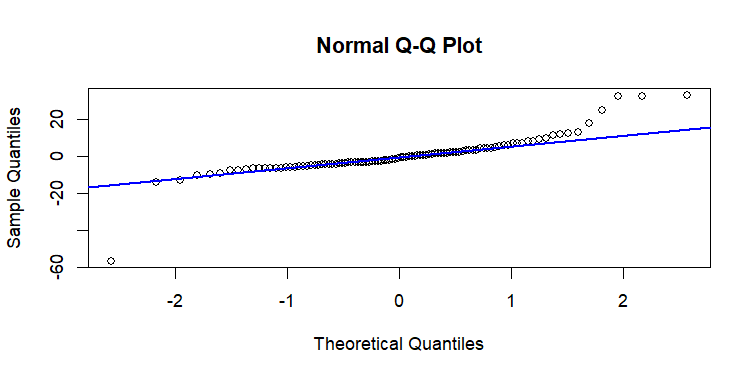 Normal Q-Q Plot
Sample Quantiles
20
0
-20
-60
-2 -1 0 1 2
Theoretical Quantiles